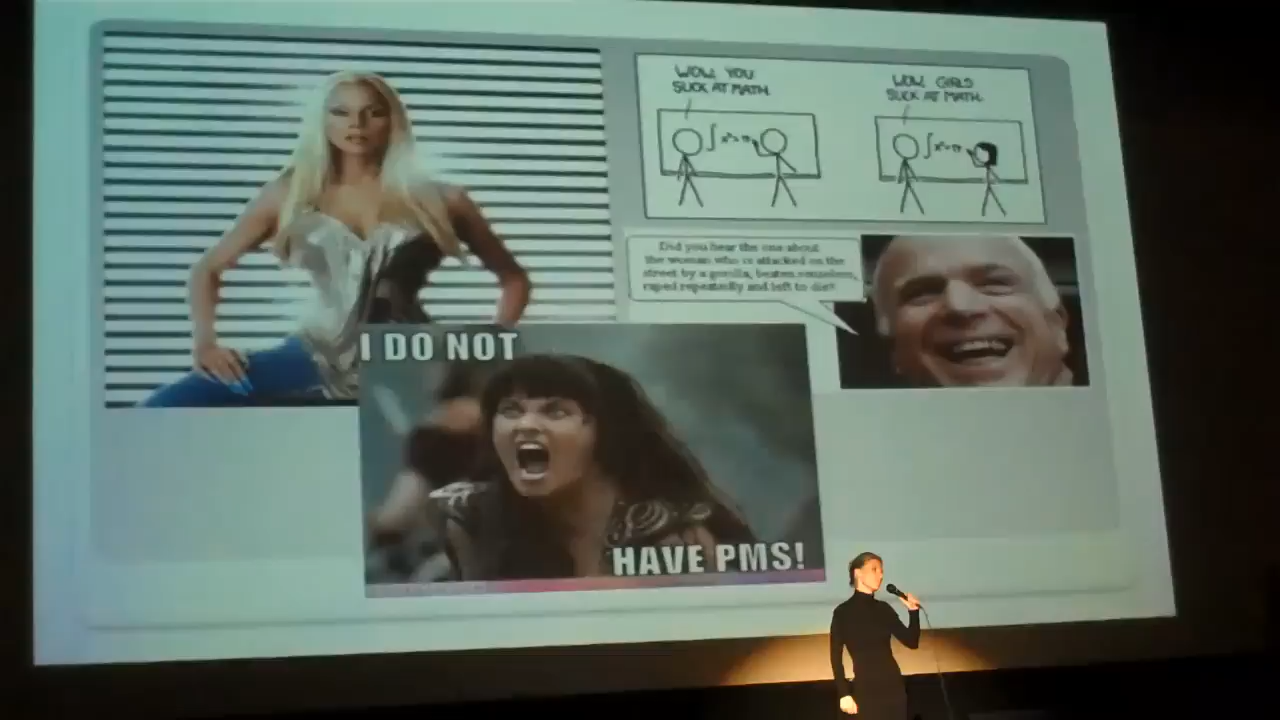 WOW, YOU
SUCK AT MATH.
WOW, GIRLS
SUCK AT MATH.
Did you hear the one about
the woman who is attacked on the
street by a gorilla, beaten senseless,
raped repeatedly and left to die?
I DO NOT
HAVE PMS!